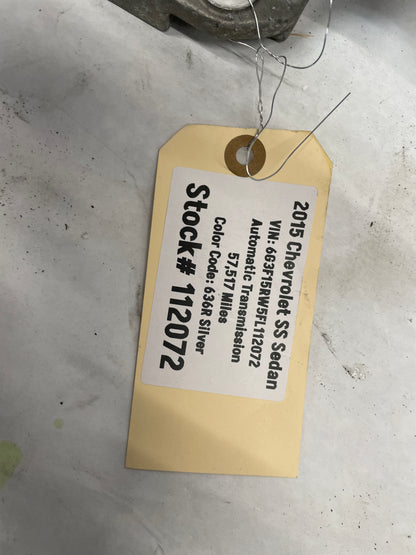 2015 Chevrolet SS Sedan
VIN: 6G3F15RW5FL112072
Automatic Transmission
57,517 Miles
Color Code: 636R Silver
Stock# 112072